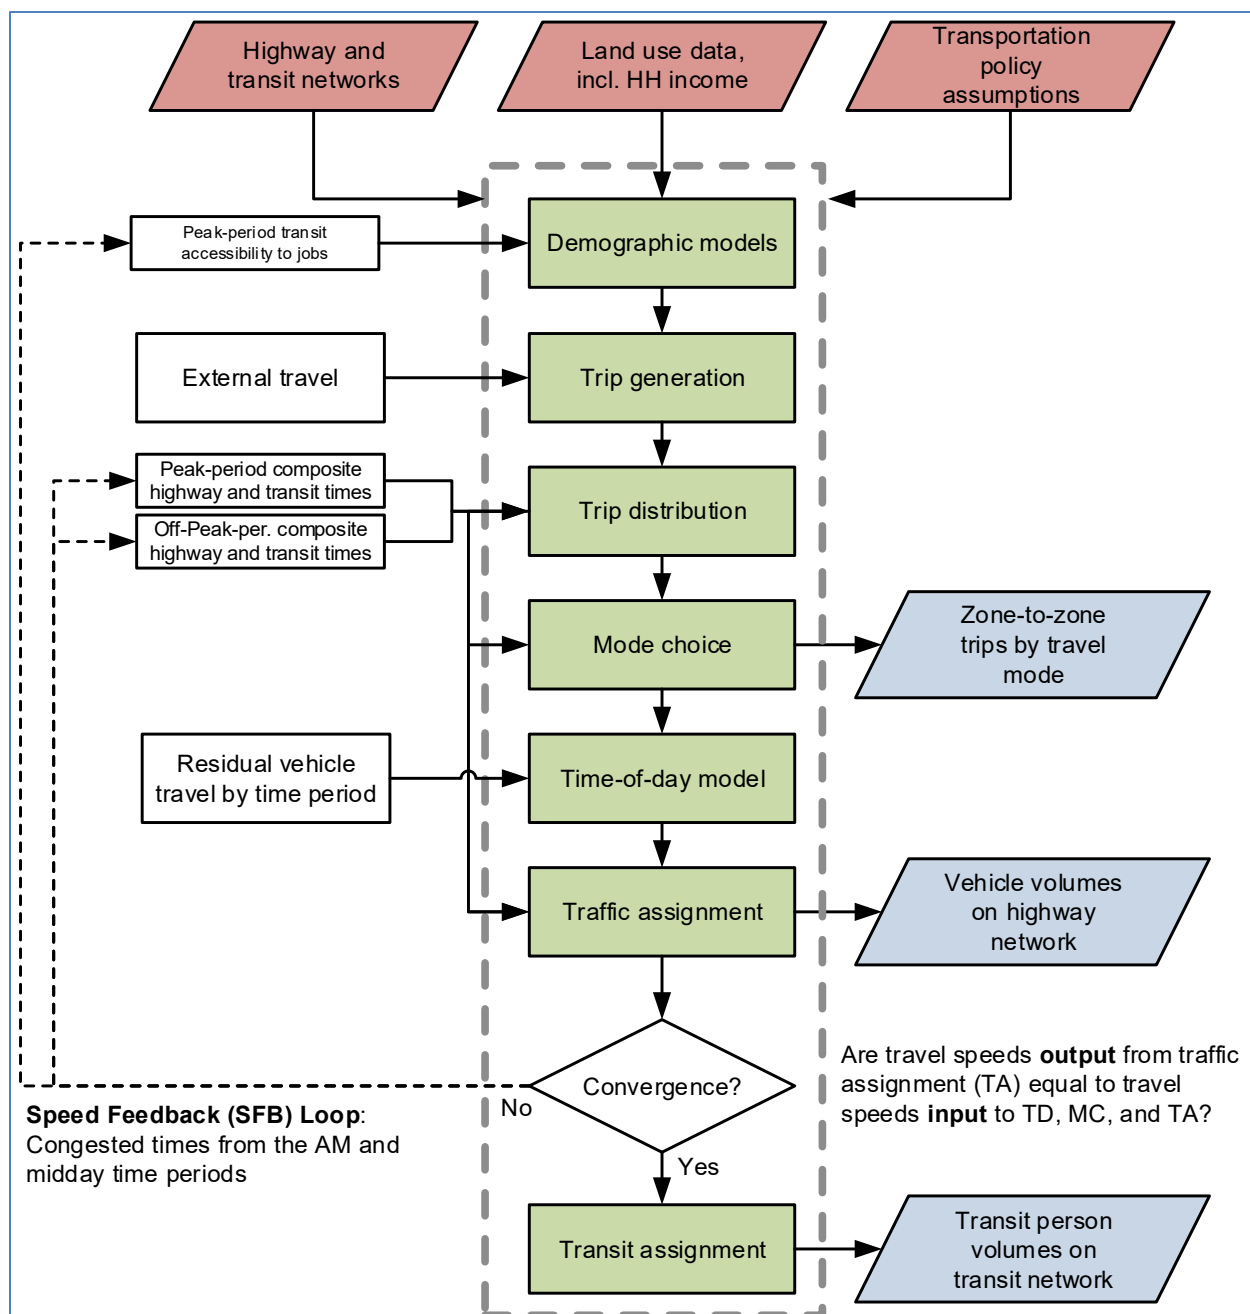 Highway and
transit networks
Land use data,
incl. HH income
Transportation
policy
assumptions
Peak-period transit
accessibility to jobs
Demographic models
External travel
Trip generation
Peak-period composite
highway and transit times
Off-Peak-per. composite
highway and transit times
Trip distribution
Mode choice
Zone-to-zone
trips by travel
mode
Residual vehicle
travel by time period
Time-of-day model
Traffic assignment
Vehicle volumes
on highway
network
Convergence?
No
Yes
Are travel speeds output from traffic
assignment (TA) equal to travel
speeds input to TD, MC, and TA?
Speed Feedback (SFB) Loop:
Congested times from the AM and
midday time periods
Transit assignment
Transit person
volumes on
transit network